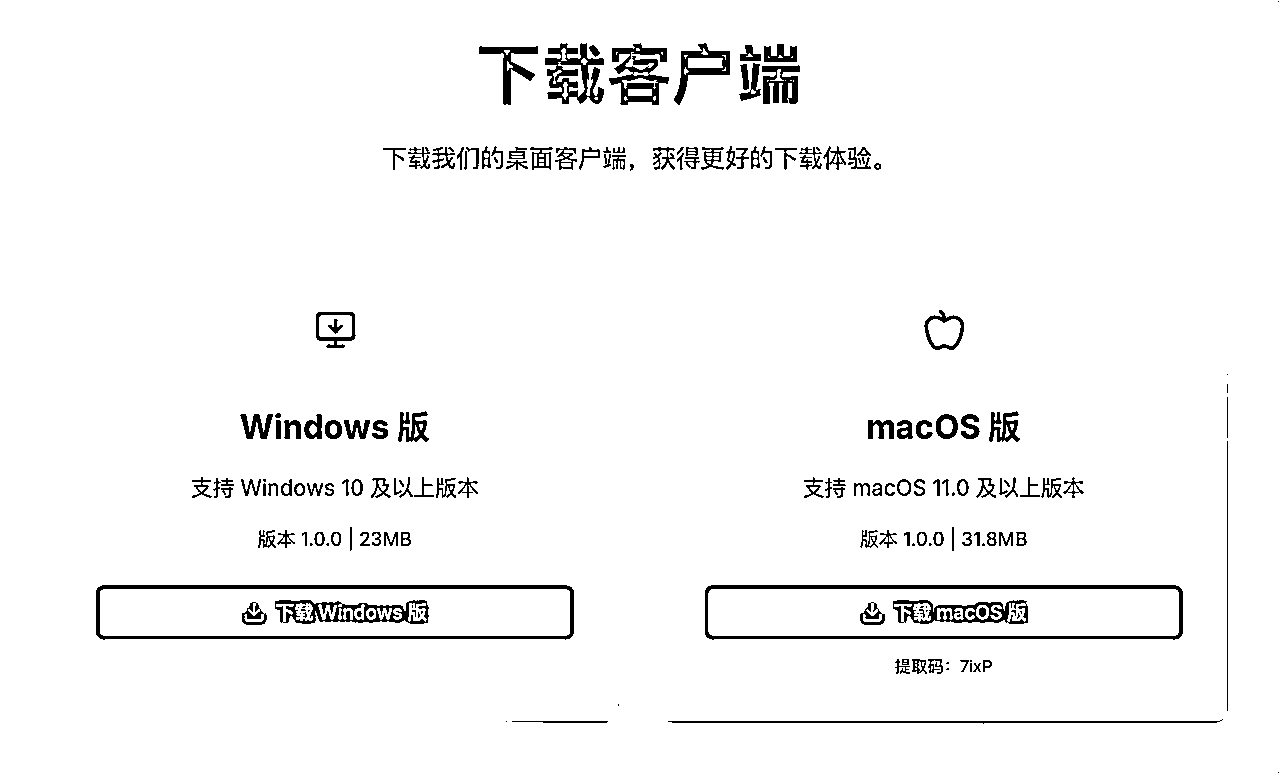 下载客户端
下载我们的桌面客户端，获得更好的下载体验。
Windows 版
支持 Windows 10 及以上版本
版本 1.0.0 | 23MB
下载 Windows 版
macOS 版
支持 macOS 11.0 及以上版本
版本 1.0.0 | 31.8MB
下载 macOS 版
提取码：7ixP